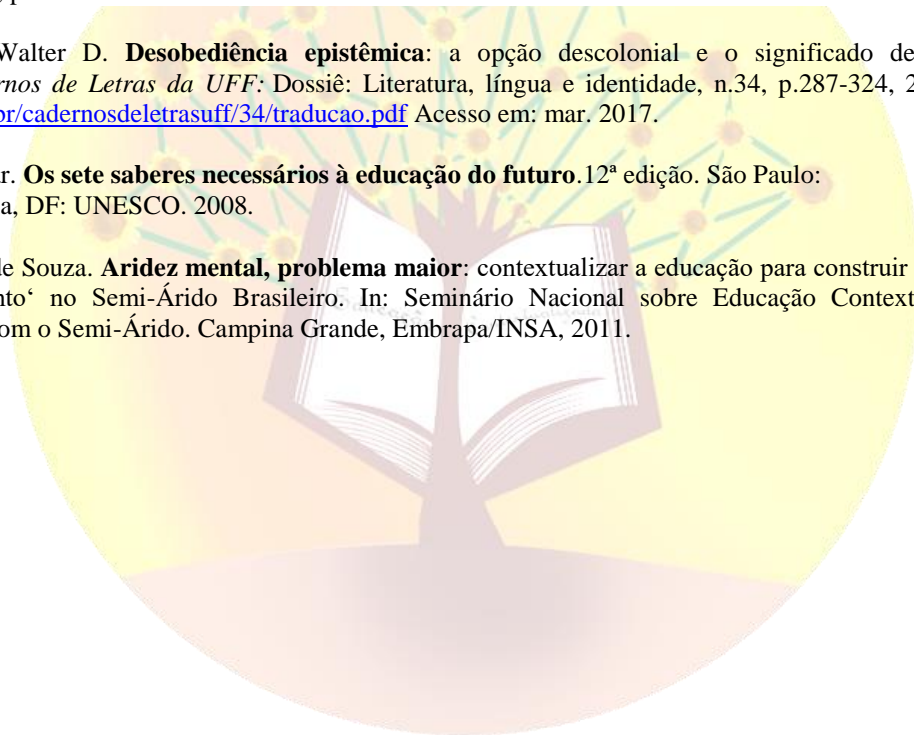 Walter D. Desobediência epistêmica: a opção descolonial e o significado de
rnos de Letras da UFF: Dossiê: Literatura, língua e identidade, n.34, p.287-324, 2
br/cadernosdeletrasuff/34/traducao.pdf Acesso em: mar. 2017.
r. Os sete saberes necessários à educação do futuro.12ª edição. São Paulo:
a, DF: UNESCO. 2008.
de Souza. Aridez mental, problema maior: contextualizar a educação para construir
nto‘ no Semi-Árido Brasileiro. In: Seminário Nacional sobre Educação Context
om o Semi-Árido. Campina Grande, Embrapa/INSA, 2011.